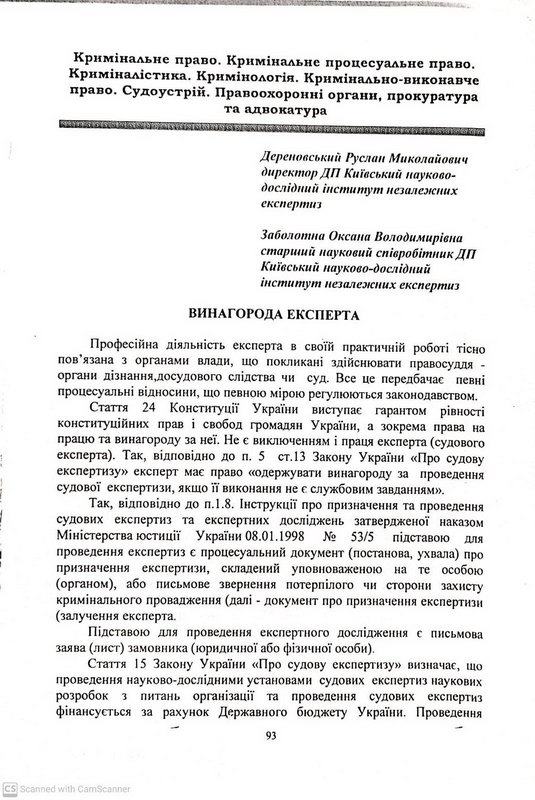 Кримінальне право. Кримінальне процесуальне право.
Криміналістика. Кримінологія. Кримінально-виконавче
право. Судоустрій. Правоохоронні органи, прокуратура
та адвокатура
Дереновський Руслан Миколайович
директор ДП Київський науково-
дослідний інститут незалежних
експертиз
Заболотна Оксана Володимирівна
старший науковий співробітник ДП
Київський науково-дослідний
інститут незалежних експертиз
ВИНАГОРОДА ЕКСПЕРТА
Професійна діяльність експерта в своїй практичній роботі тісно
пов’язана з органами влади, що покликані здійснювати правосуддя -
органи дізнання,досудового слідства чи суд. Все це передбачає певні
процесуальні відносини, що певною мірою регулюються законодавством.
Стаття 24 Конституції України виступає гарантом рівності
конституційних прав і свобод громадян України, а зокрема права на
працю та винагороду за неї. Не є виключенням і праця експерта (судового
експерта). Так, відповідно до п. 5 ст.13 Закону України «Про судову
експертизу» експерт має право «одержувати винагороду за проведення
судової експертизи, якщо її виконання не є службовим завданням».
Так, відповідно до п.1.8. Інструкції про призначення та проведення
судових експертиз та експертних досліджень затвердженої наказом
Міністерства юстиції України 08.01.1998 № 53/5 підставою для
проведення експертиз є процесуальний документ (постанова, ухвала) про
призначення експертизи, складений уповноваженою на те особою
(органом), або письмове звернення потерпілого чи сторони захисту
кримінального провадження (далі - документ про призначення експертизи
(залучення експерта.
Підставою для проведення експертного дослідження є письмова
заява (лист) замовника (юридичної або фізичної особи).
Стаття 15 Закону України «Про судову експертизу» визначає, що
проведення науково-дослідними установами судових експертиз наукових
розробок з питань організації та проведення судових експертиз
фінансується за рахунок Державного бюджету України. Проведення
93
CS Scanned with CamScanner